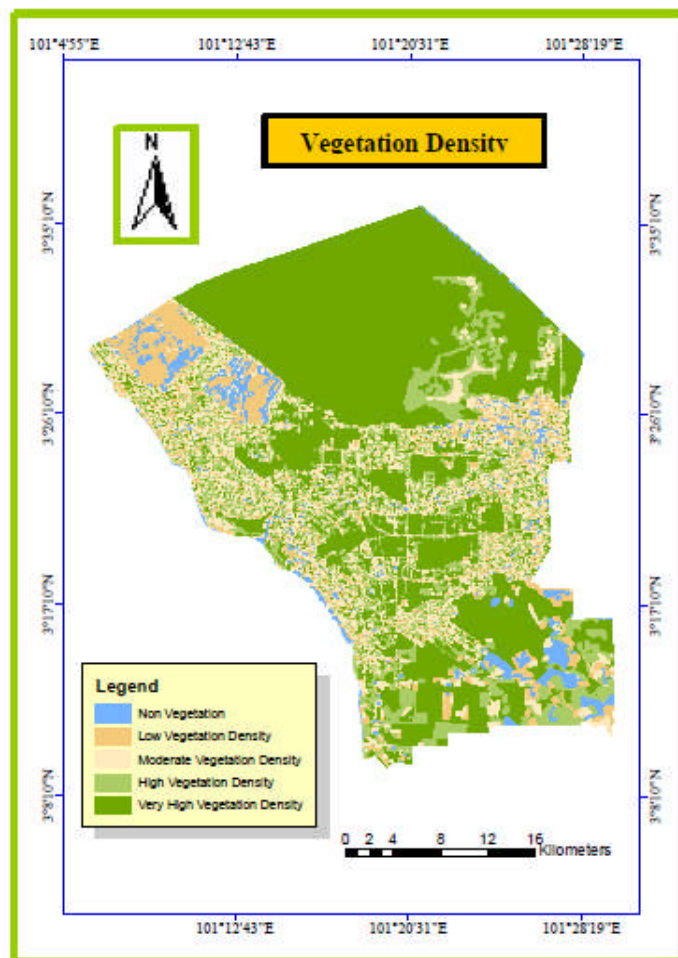 101°4'55"E 101°12'43"E 101°20'31"E 101°28'19"E
N
Vegetation Density
3°35'10"N 3°35'10"N
3°26'10"N 3°26'10"N
3°17'10"N 3°17'10"N
Legend
Non Vegetation
Low Vegetation Density
Moderate Vegetation Density
High Vegetation Density
Very High Vegetation Density
3°8'10"N 3°8'10"N
0 2 4 8 12 16
Kilometers
101°12'43"E 101°20'31"E 101°28'19"E